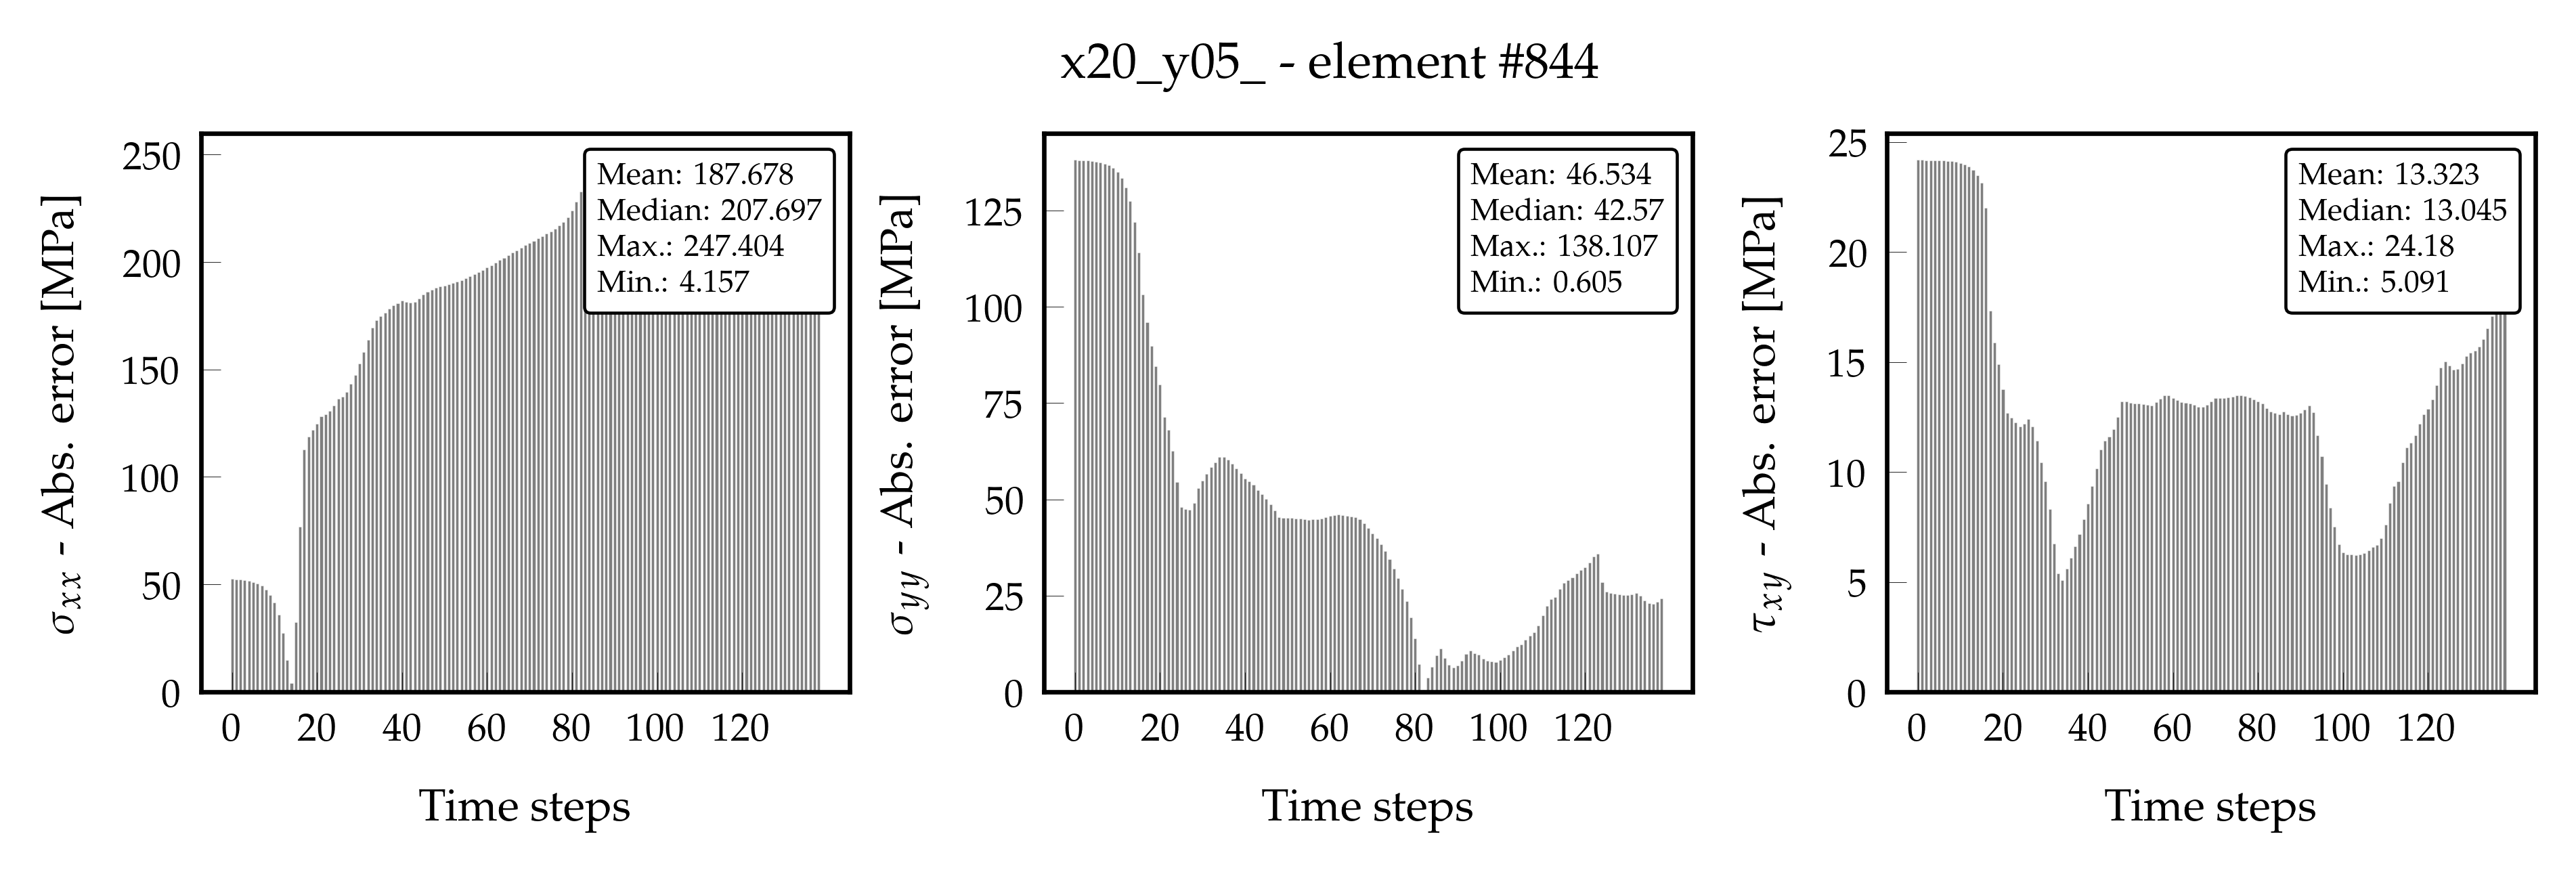 x20_y05_ - element #844
σxx - Abs. error [MPa]
250
200
150
100
50
0
Mean: 187.678
Median: 207.697
Max.: 247.404
Min.: 4.157
0 20 40 60 80 100 120
Time steps
σyy - Abs. error [MPa]
125
100
75
50
25
0
Mean: 46.534
Median: 42.57
Max.: 138.107
Min.: 0.605
0 20 40 60 80 100 120
Time steps
τxy - Abs. error [MPa]
25
20
15
10
5
0
Mean: 13.323
Median: 13.045
Max.: 24.18
Min.: 5.091
0 20 40 60 80 100 120
Time steps